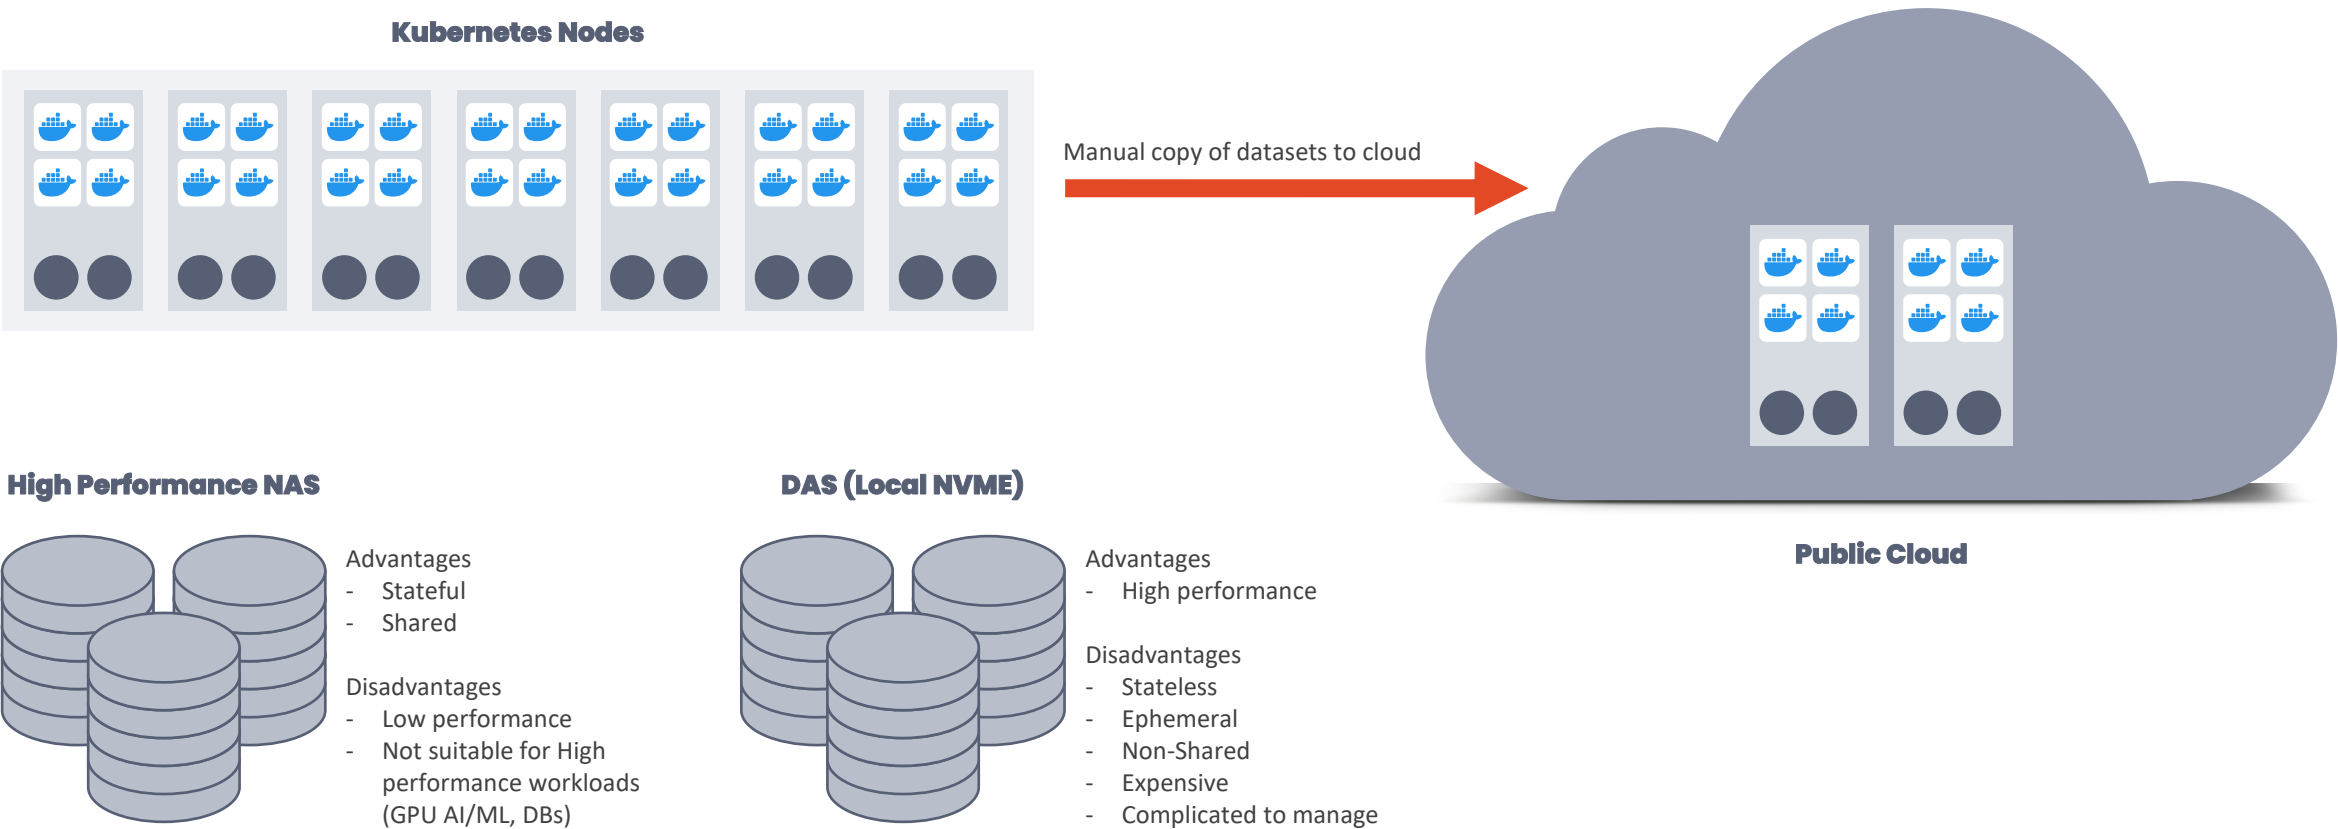 Kubernetes Nodes
Manual copy of datasets to cloud
High Performance NAS
Advantages
- Stateful
- Shared
Disadvantages
- Low performance
- Not suitable for High
performance workloads
(GPU AI/ML, DBs)
DAS (Local NVME)
Advantages
- High performance
Disadvantages
- Stateless
- Ephemeral
- Non-Shared
- Expensive
- Complicated to manage
Public Cloud